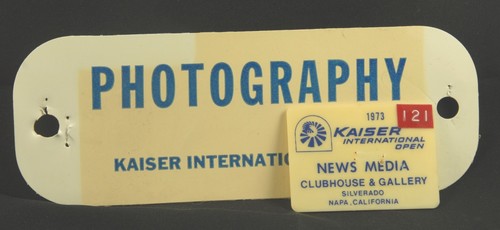 PHOTOGRAPHY
KAISER INTERNATIO
1973
121
KAISER
INTERNATIONAL
OPEN
NEWS MEDIA
CLUBHOUSE & GALLERY
SILVERADO
NAPA, CALIFORNIA